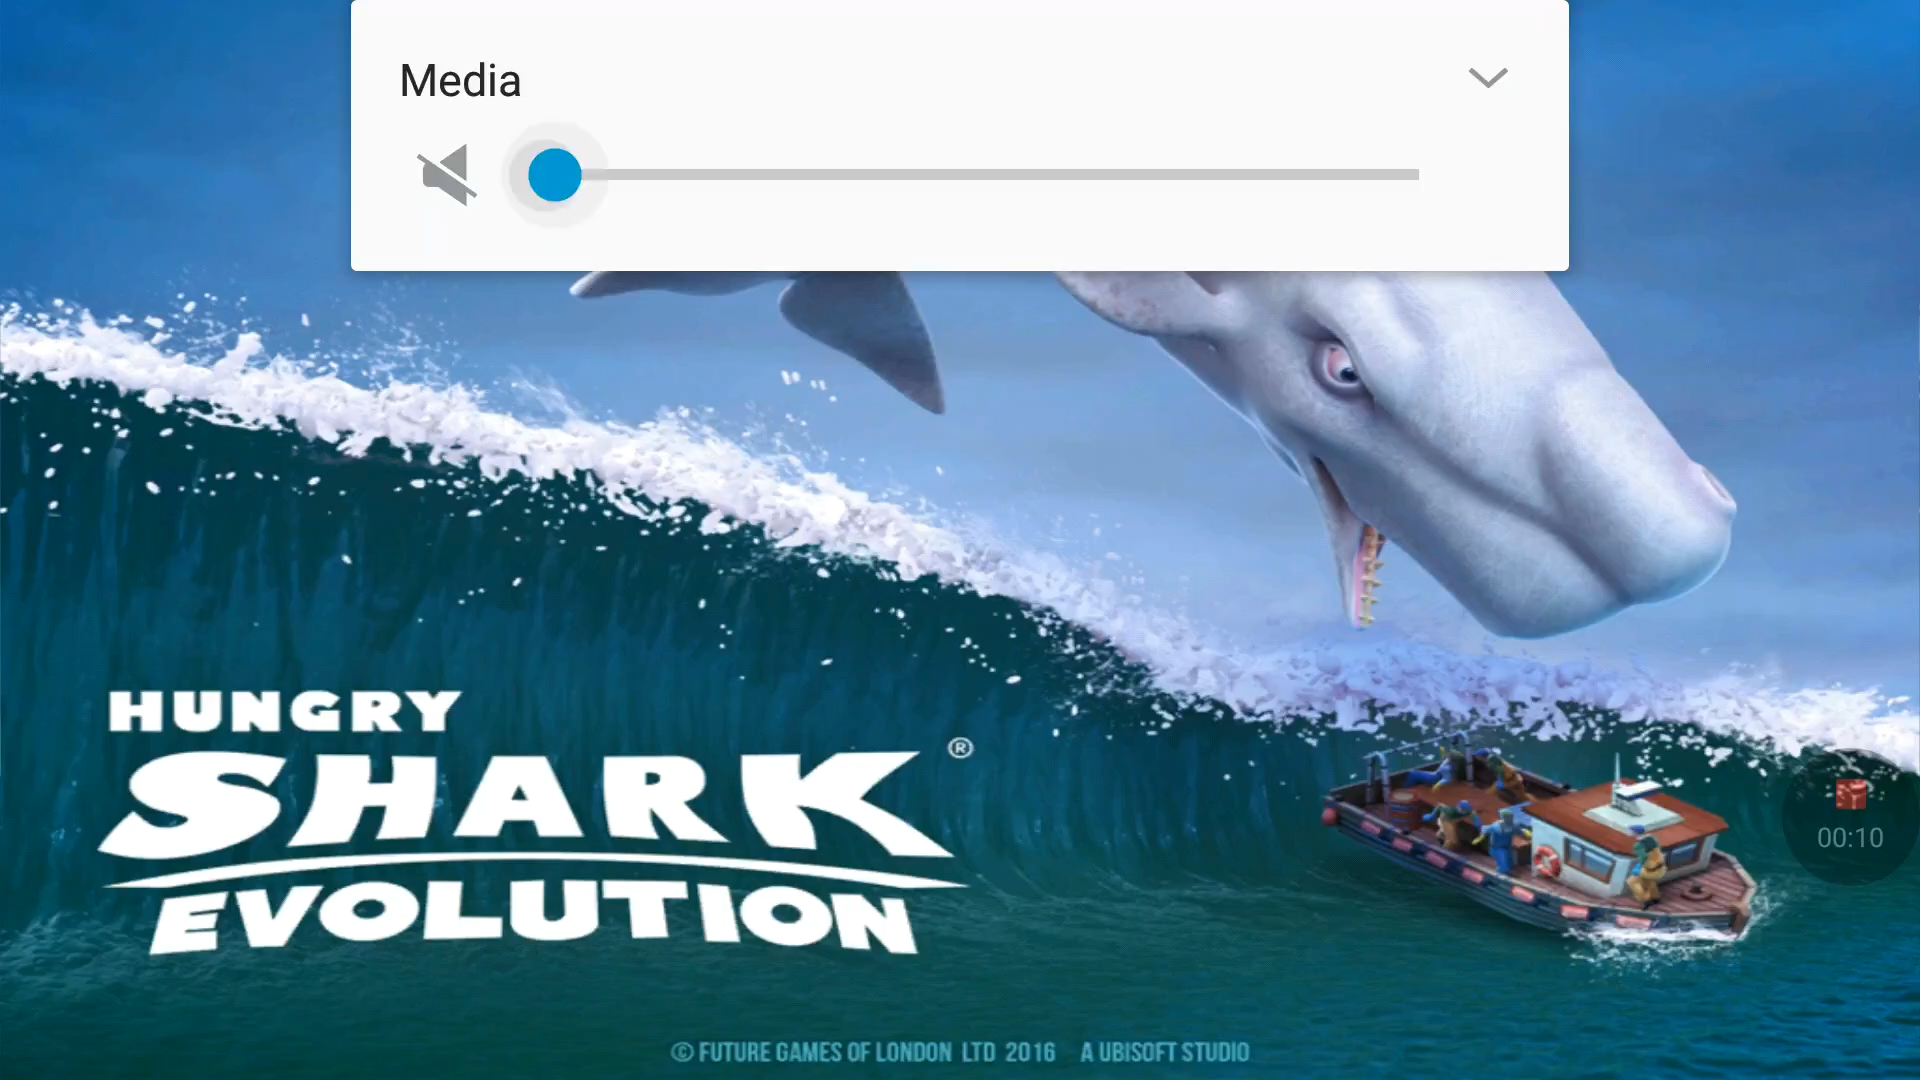 Media
HUNGRY
SHARK ®
EVOLUTION
00:10
© FUTURE GAMES OF LONDON LTD 2016 A UBISOFT STUDIO